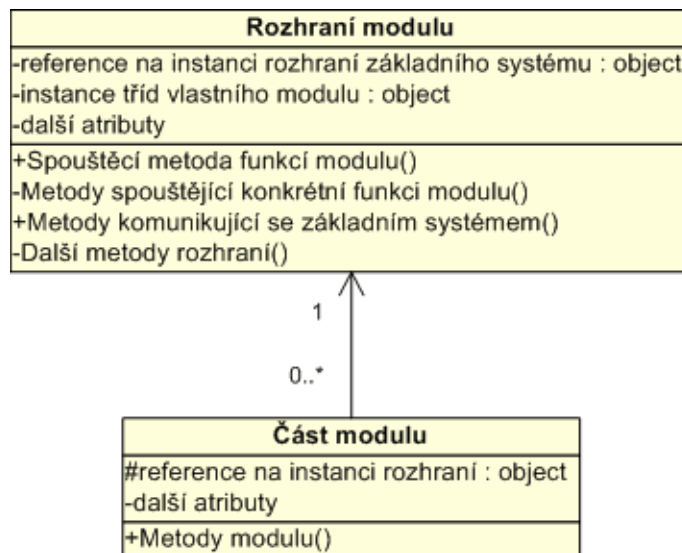 Rozhraní modulu
-reference na instanci rozhraní základního systému : object
-instance tříd vlastního modulu : object
-další atributy
+Spouštěcí metoda funkcí modulu()
-Metody spouštějící konkrétní funkci modulu()
+Metody komunikující se základním systémem()
-Další metody rozhraní()
1
0..*
Část modulu
#reference na instanci rozhraní : object
-další atributy
+Metody modulu()